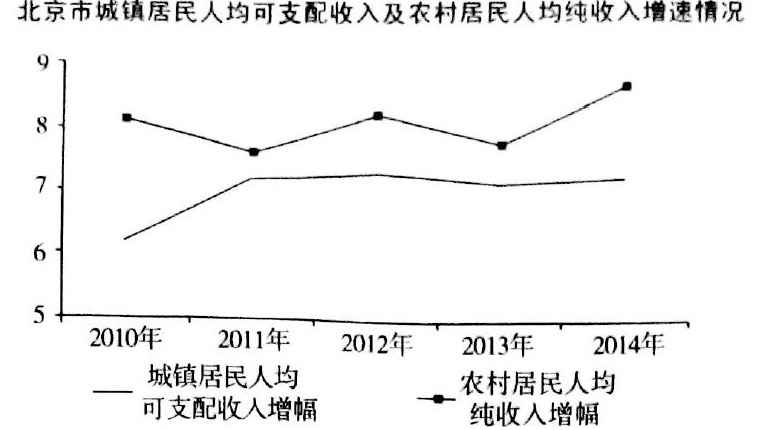 北京市城镇居民人均可支配收入及农村居民人均纯收入增速情况
9
8
7
6
5
2010年 2011年 2012年 2013年 2014年
城镇居民人均
可支配收入增幅
农村居民人均
纯收入增幅